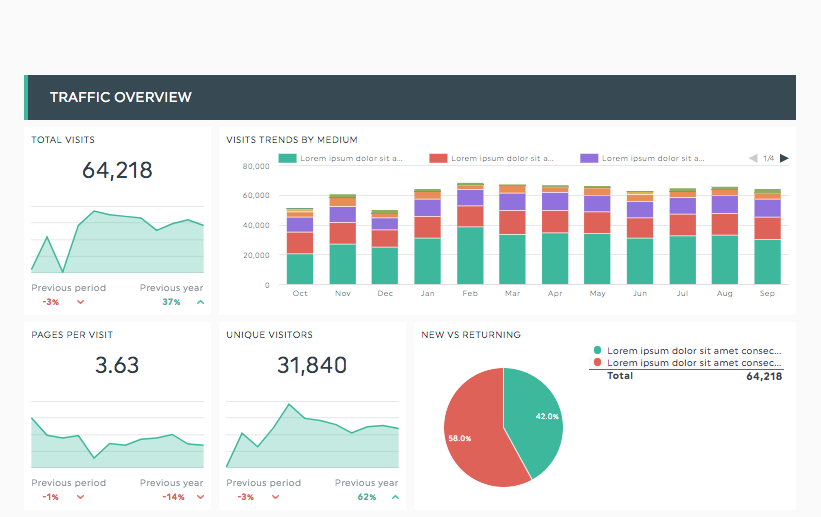 TRAFFIC OVERVIEW
TOTAL VISITS
64,218
Previous period
Previous year
-3%
37%
VISITS TRENDS BY MEDIUM
Lorem ipsum dolor sit a...
Lorem ipsum dolor sit a...
Lorem ipsum dolor sit a...
1/4
80,000
60,000
40,000
20,000
0
Oct Nov Dec Jan Feb Mar Apr May Jun Jul Aug Sep
PAGES PER VISIT
3.63
Previous period
Previous year
-1%
-14%
UNIQUE VISITORS
31,840
Previous period
Previous year
-3%
62%
NEW VS RETURNING
Lorem ipsum dolor sit amet consec...
Lorem ipsum dolor sit amet consec...
Total 64,218
42.0%
58.0%